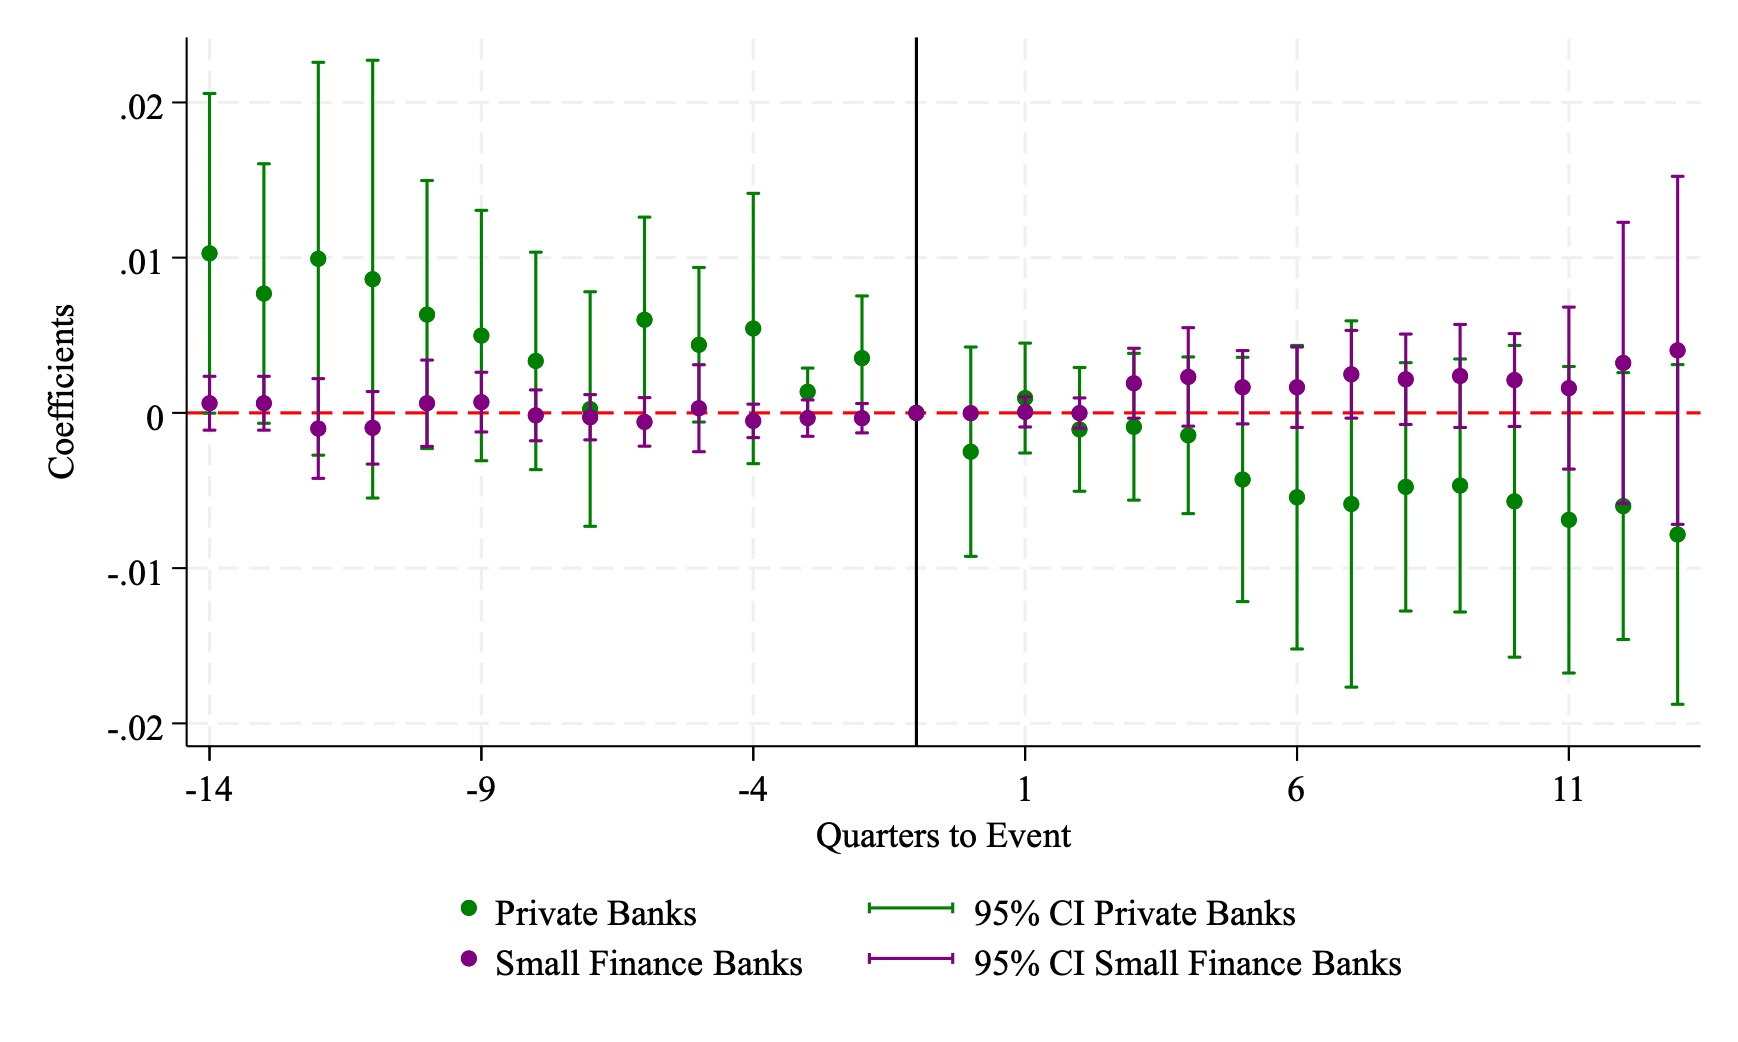 .02
.01
0
-.01
-.02
Coefficients
-14 -9 -4 1 6 11
Quarters to Event
Private Banks 95% CI Private Banks
Small Finance Banks 95% CI Small Finance Banks